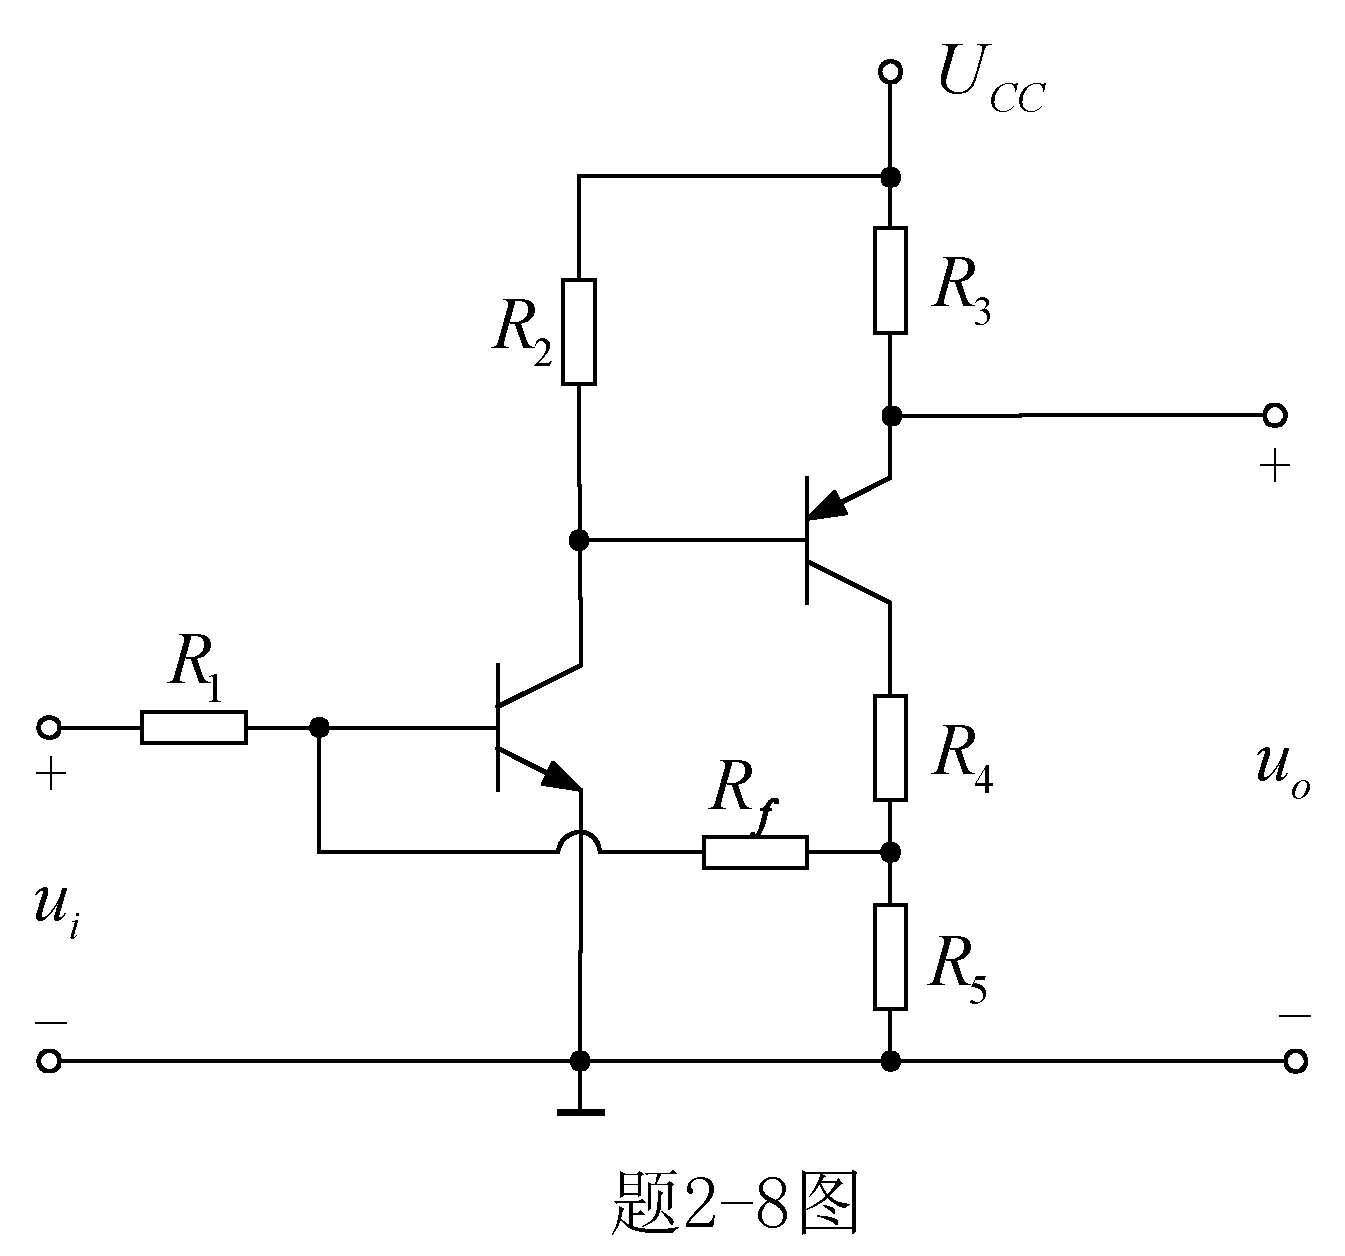 U_CC
R_3
R_2
+
R_1
+
R_f
R_4
u_o
u_i
R_5
−
−
题2-8图